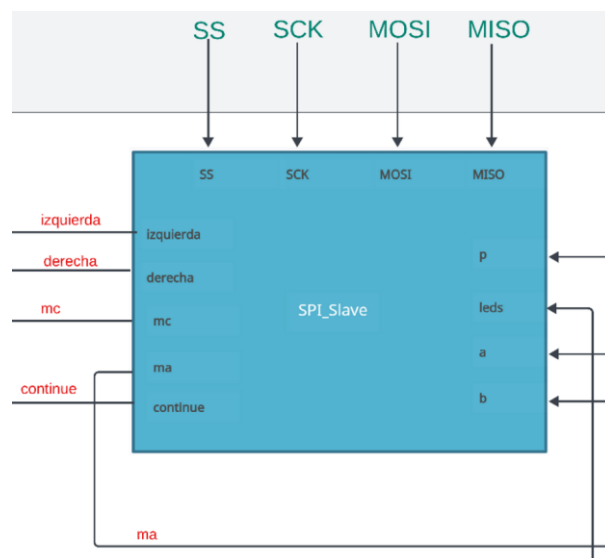 SS SCK MOSI MISO
SS SCK MOSI MISO
izquierda
izquierda
derecha
derecha
mc
mc
ma
continue
continue
SPI_Slave
p
leds
a
b
ma